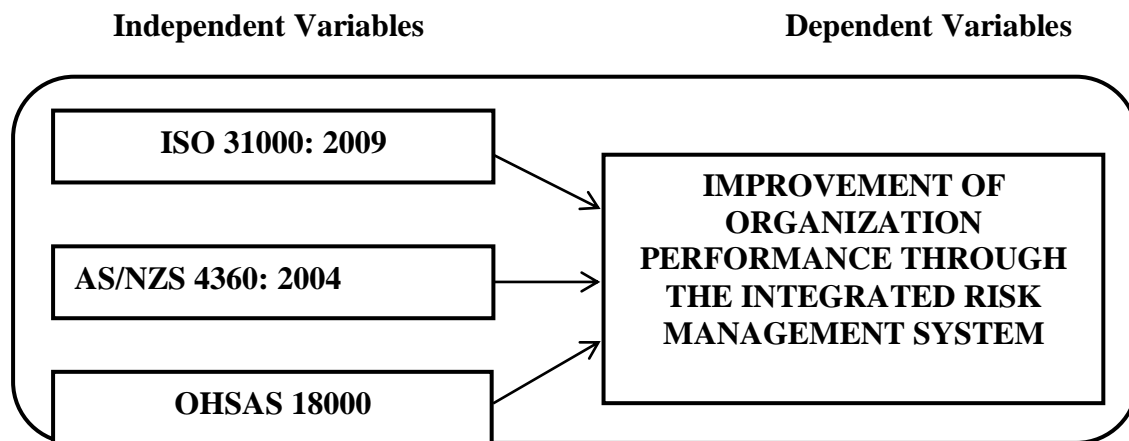 Independent Variables
Dependent Variables
ISO 31000: 2009
AS/NZS 4360: 2004
OHSAS 18000
IMPROVEMENT OF
ORGANIZATION
PERFORMANCE THROUGH
THE INTEGRATED RISK
MANAGEMENT SYSTEM